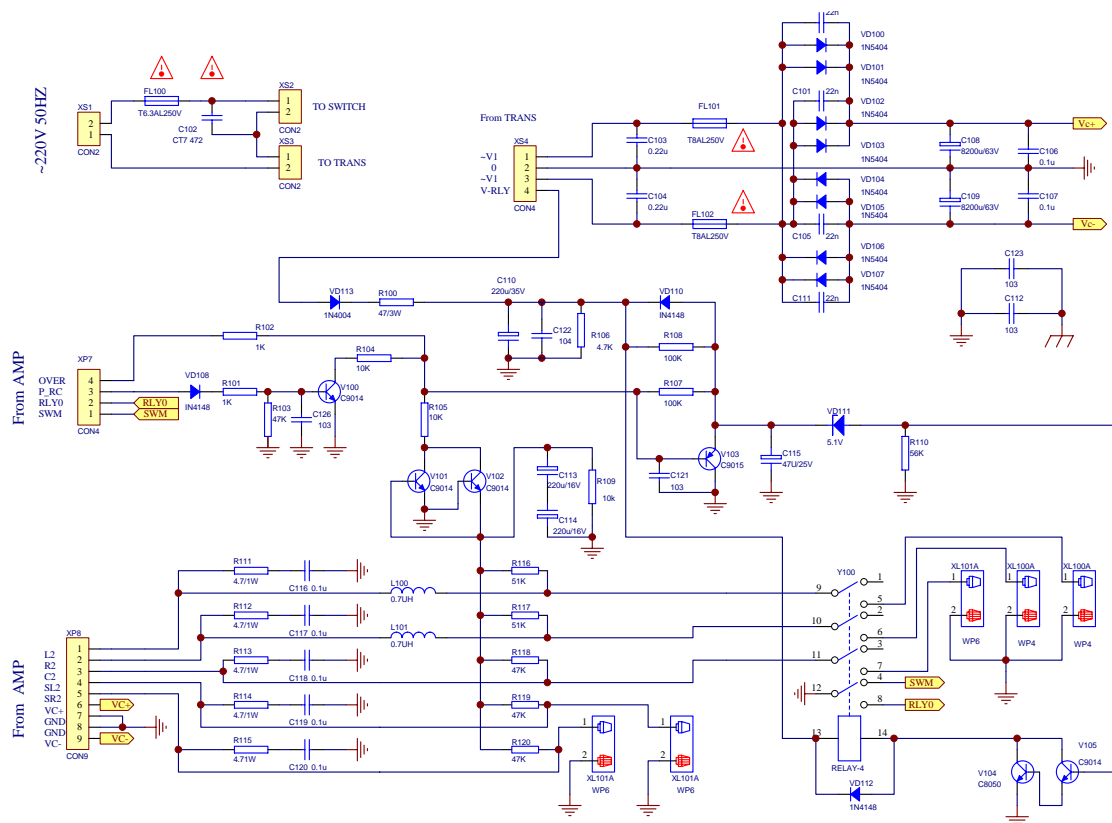 ~220V 50HZ
XS1
2
1
CON2
FL100
T6.3AL250V
C102
CT7 472
XS2
1
2
CON2
TO SWITCH
XS3
1
2
CON2
TO TRANS
From TRANS
XS4
~V1
0
~V1
V-RLY
1
2
3
4
CON4
C103
0.22u
C104
0.22u
FL101
T8AL250V
FL102
T8AL250V
22n
VD100
1N5404
VD101
1N5404
C101
22n
VD102
1N5404
VD103
1N5404
VD104
1N5404
VD105
1N5404
C105
22n
VD106
1N5404
VD107
1N5404
C111
22n
C108
8200u/63V
C109
8200u/63V
C106
0.1u
C107
0.1u
Vc+
Vc-
C123
103
C112
103
VD113
1N4004
R100
47/3W
C110
220u/35V
C122
104
R106
4.7K
VD110
IN4148
R108
100K
R107
100K
From AMP
XP7
OVER
P_RC
RLY0
SWM
4
3
2
1
CON4
RLY0
SWM
R102
1K
VD108
IN4148
R101
1K
R103
47K
C126
103
R104
10K
V100
C9014
R105
10K
V101
C9014
V102
C9014
C113
220u/16V
C114
220u/16V
R109
10k
C121
103
V103
C9015
C115
47U/25V
VD111
5.1V
R110
56K
From AMP
XP8
L2
R2
C2
SL2
SR2
VC+
GND
GND
VC-
1
2
3
4
5
6
7
8
9
CON9
VC+
VC-
R111
4.7/1W
C116 0.1u
R112
4.7/1W
C117 0.1u
R113
4.7/1W
C118 0.1u
R114
4.7/1W
C119 0.1u
R115
4.71W
C120 0.1u
L100
0.7UH
L101
0.7UH
R116
51K
R117
51K
R118
47K
R119
47K
R120
47K
1
2
XL101A
WP6
1
2
XL101A
WP6
Y100
9
1
5
10
2
6
11
3
7
12
4
8
SWM
RLY0
13
14
RELAY-4
VD112
1N4148
XL101A
1
2
WP6
XL100A
1
2
WP4
XL100A
1
2
WP4
V104
C8050
V105
C9014